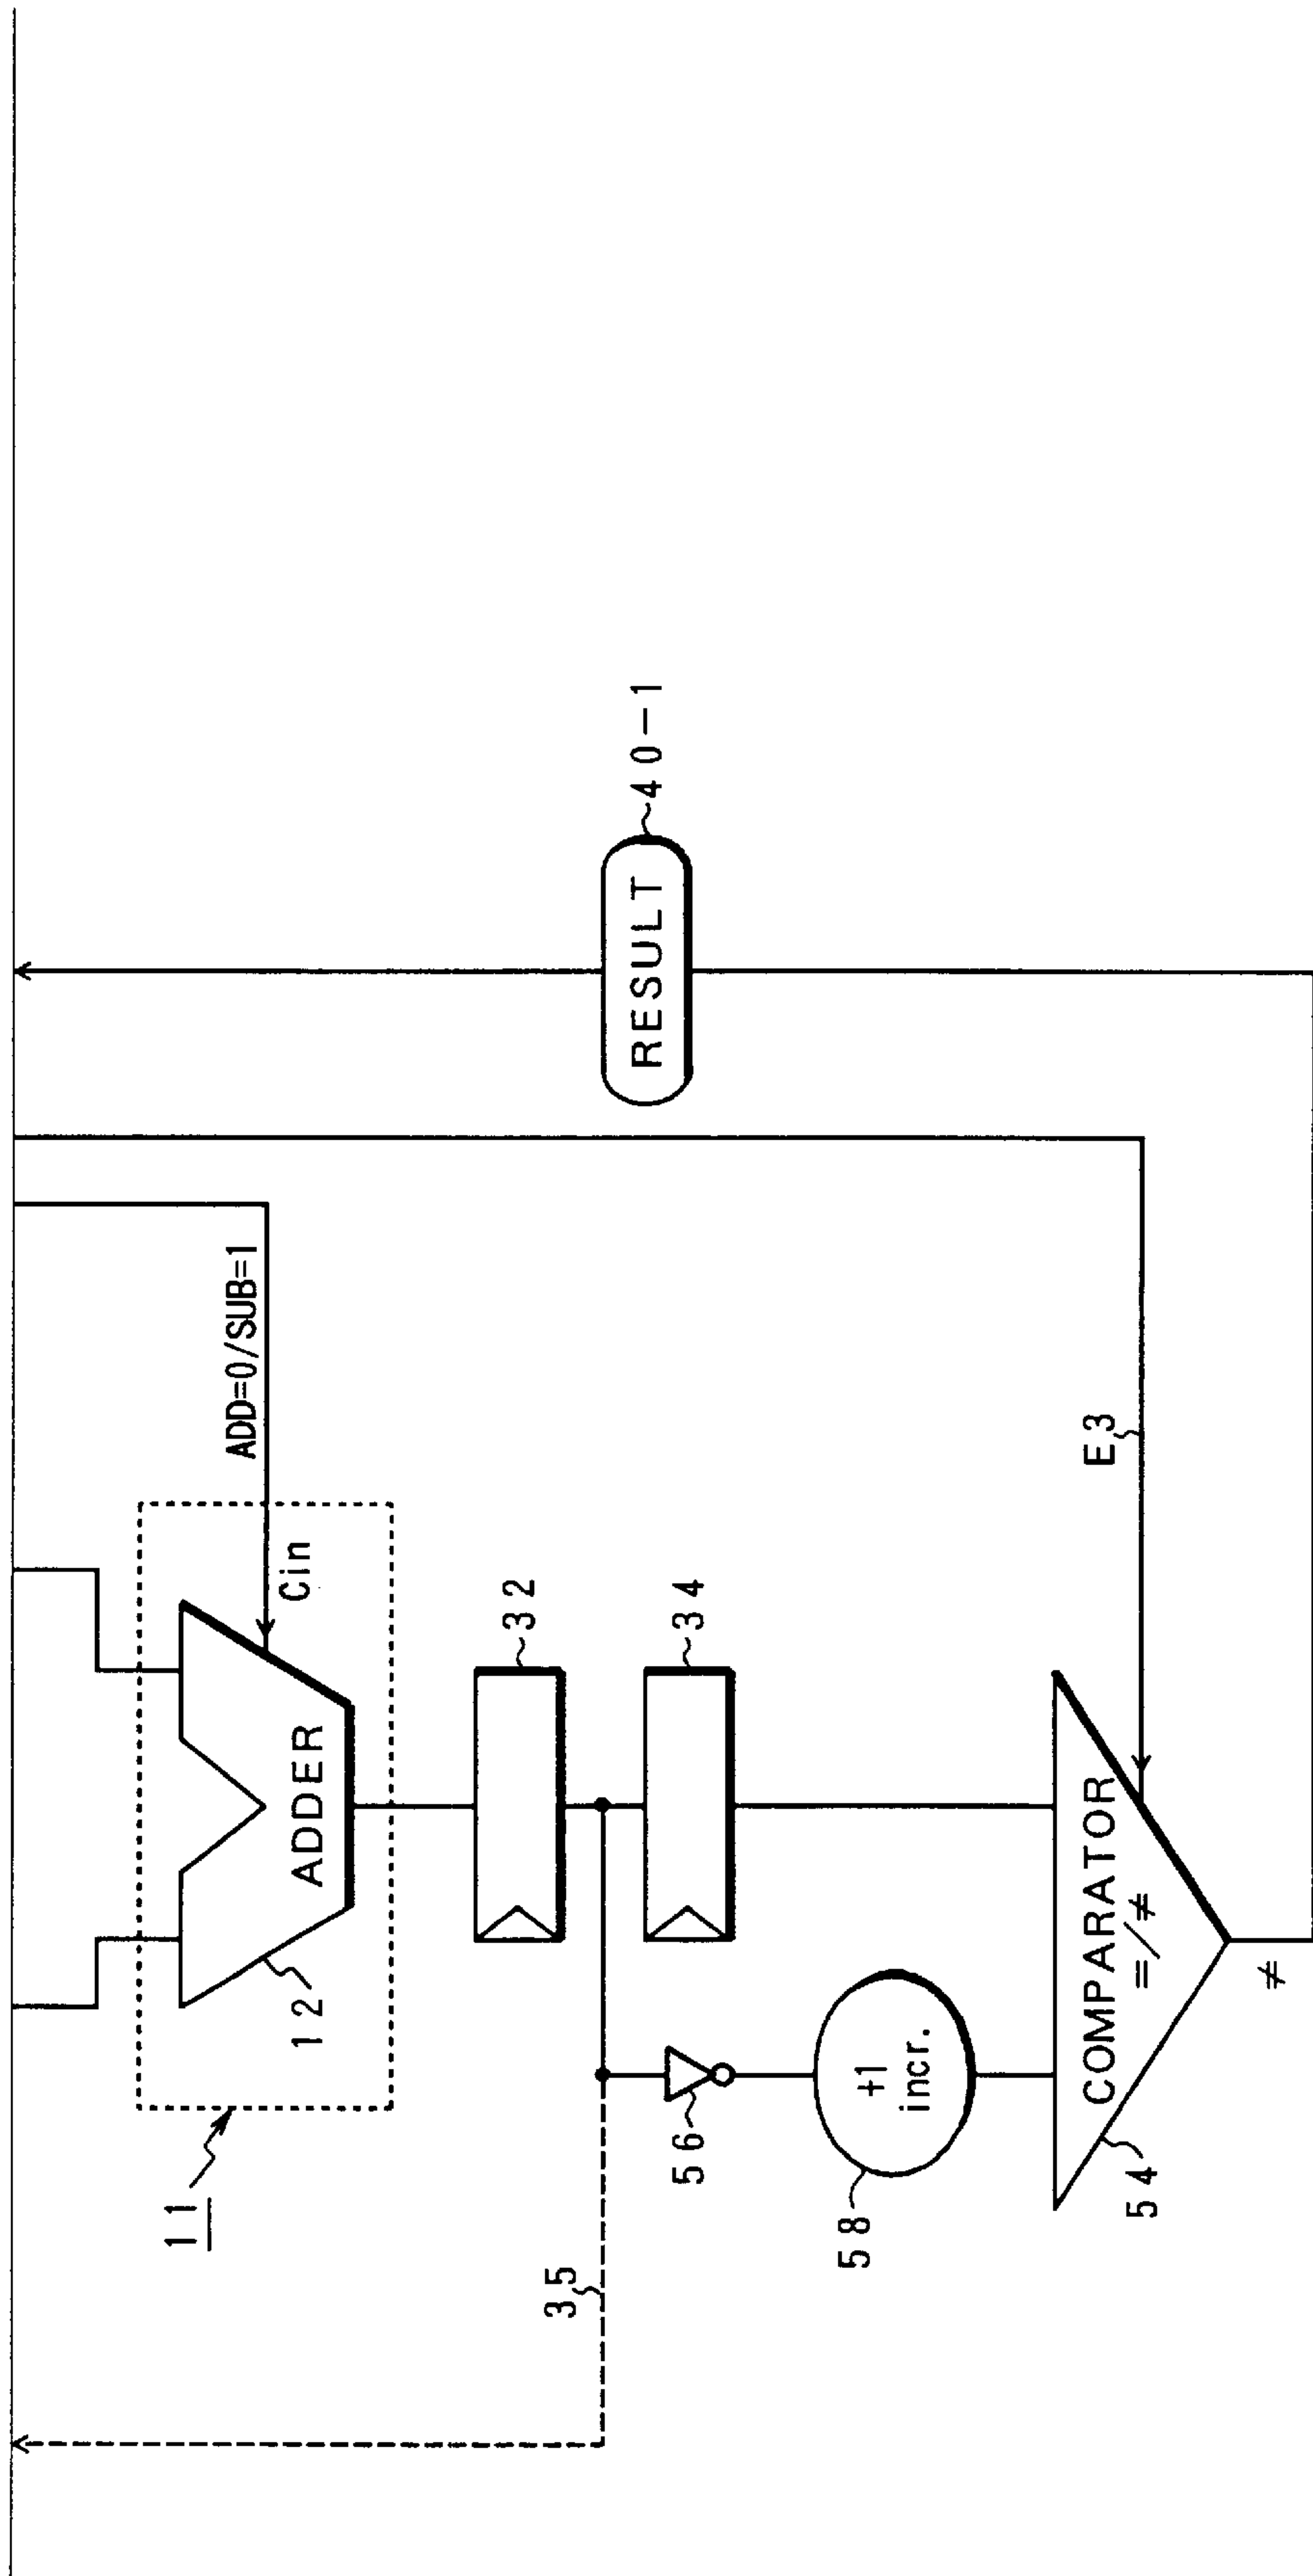 11
12
ADDER
Cin
ADD=0/SUB=1
32
35
34
RESULT
40-1
56
58
+1
incr.
E3
COMPARATOR
=/≠
54
≠